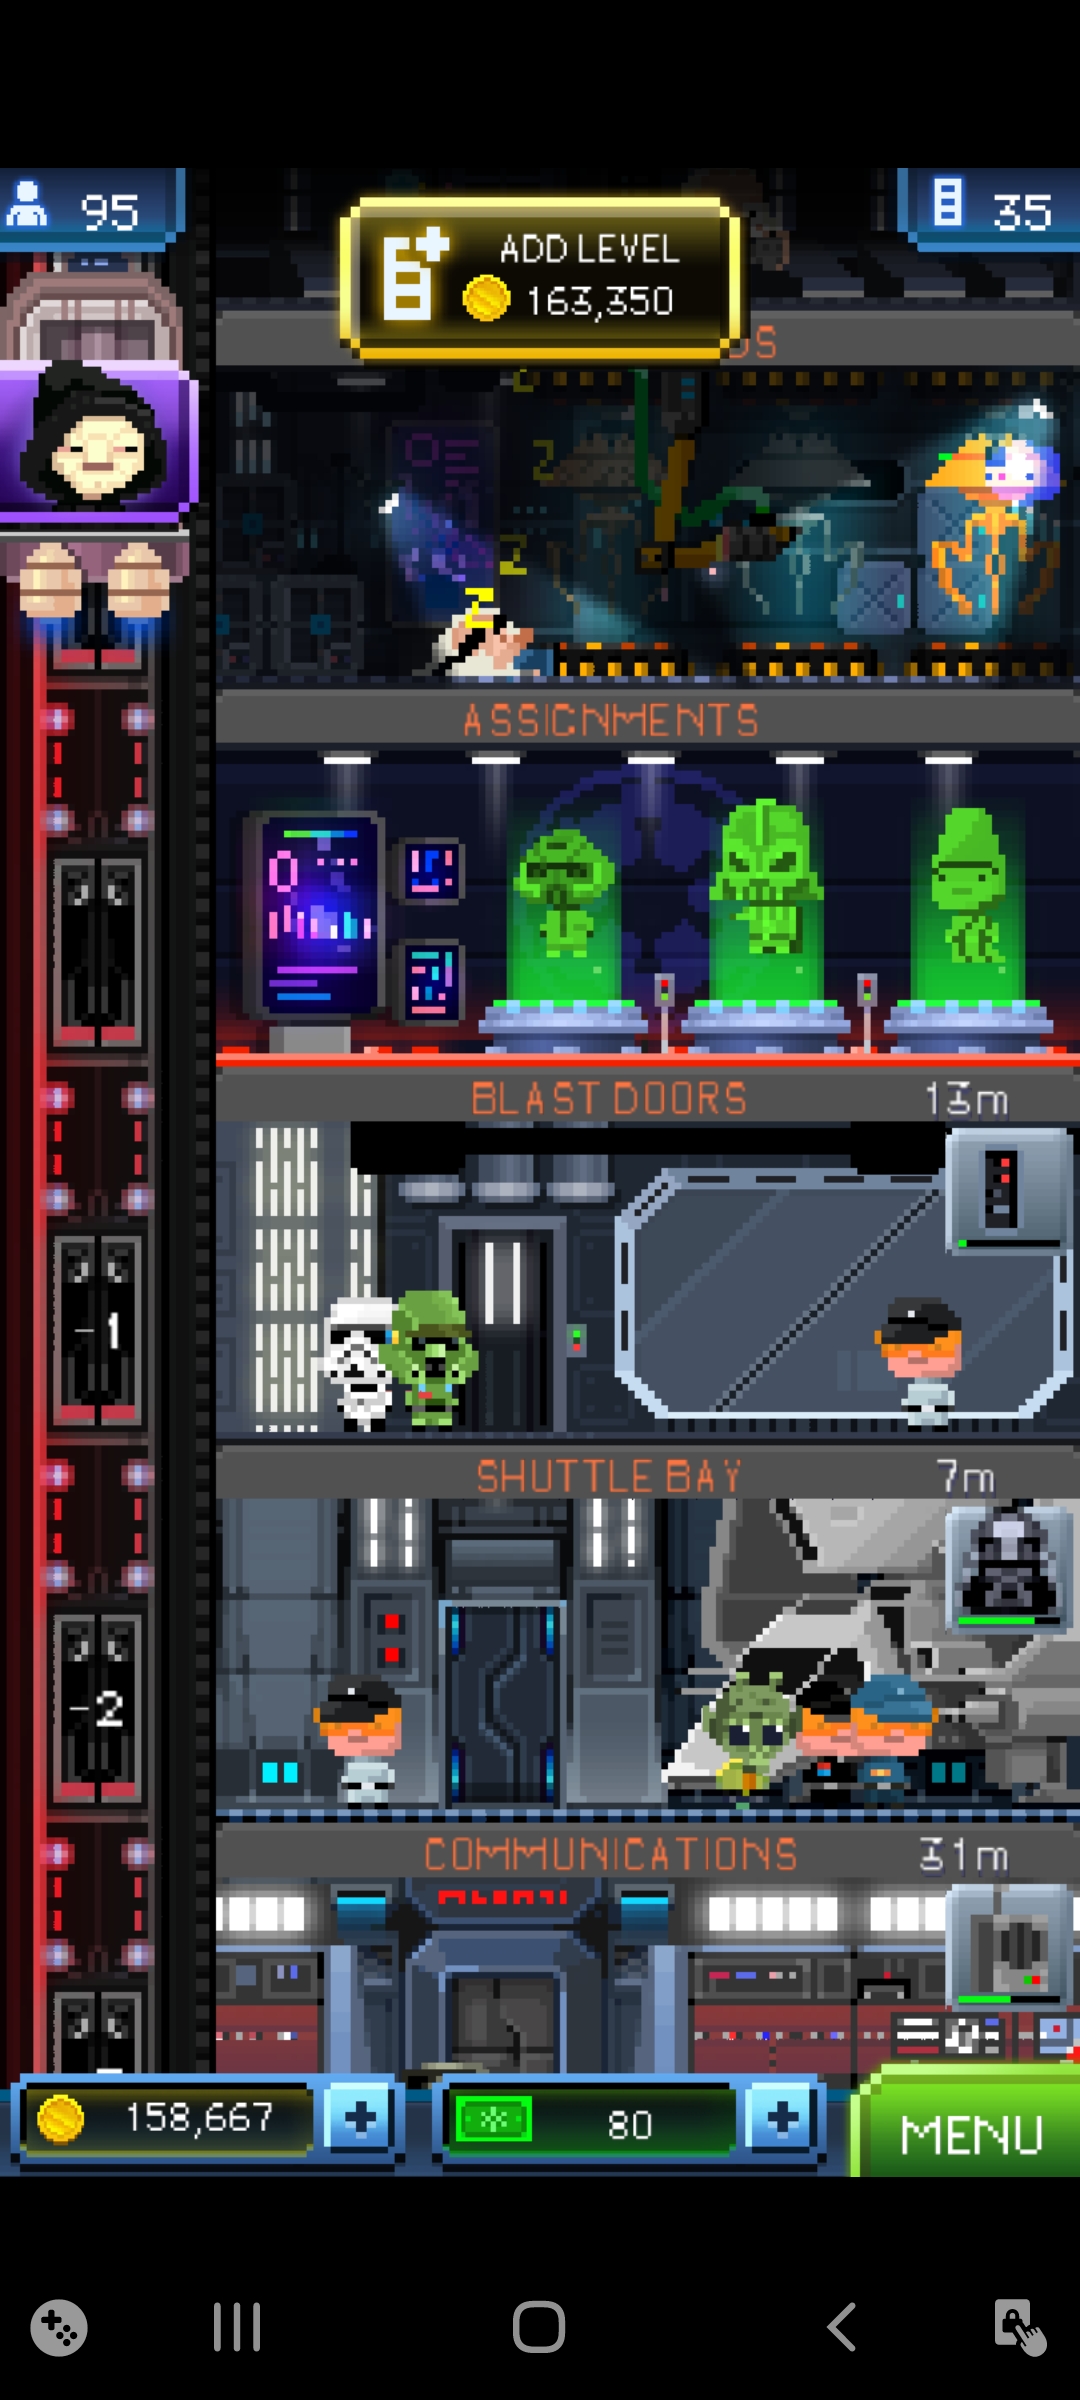 95
35
ADD LEVEL
163,350
ASSIGNMENTS
BLAST DOORS 13m
-1
SHUTTLE BAY 7m
-2
COMMUNICATIONS 31m
158,667
80
MENU